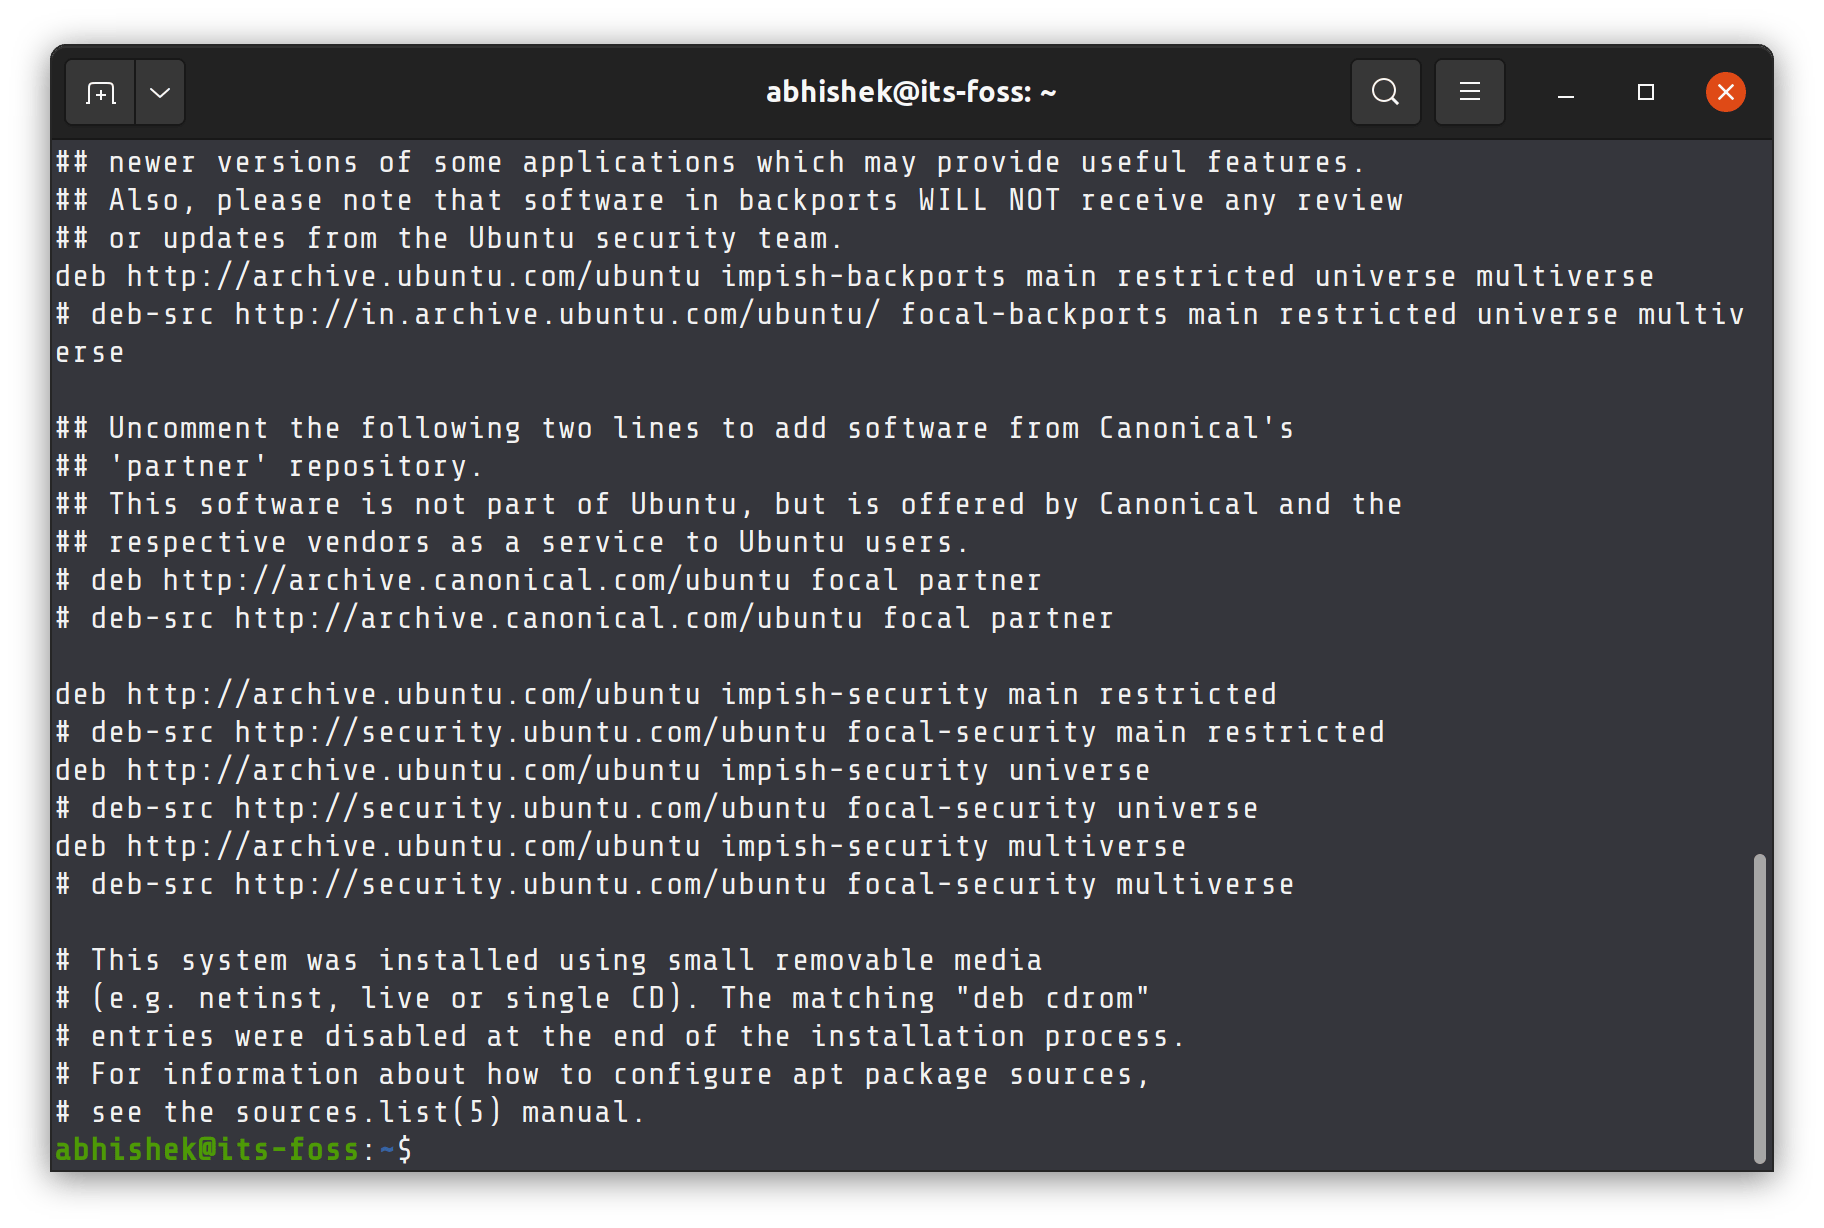 abhishek@its-foss: ~
## newer versions of some applications which may provide useful features.
## Also, please note that software in backports WILL NOT receive any review
## or updates from the Ubuntu security team.
deb http://archive.ubuntu.com/ubuntu impish-backports main restricted universe multiverse
# deb-src http://in.archive.ubuntu.com/ubuntu/ focal-backports main restricted universe multiv
erse
## Uncomment the following two lines to add software from Canonical's
## 'partner' repository.
## This software is not part of Ubuntu, but is offered by Canonical and the
## respective vendors as a service to Ubuntu users.
# deb http://archive.canonical.com/ubuntu focal partner
# deb-src http://archive.canonical.com/ubuntu focal partner
deb http://archive.ubuntu.com/ubuntu impish-security main restricted
# deb-src http://security.ubuntu.com/ubuntu focal-security main restricted
deb http://archive.ubuntu.com/ubuntu impish-security universe
# deb-src http://security.ubuntu.com/ubuntu focal-security universe
deb http://archive.ubuntu.com/ubuntu impish-security multiverse
# deb-src http://security.ubuntu.com/ubuntu focal-security multiverse
# This system was installed using small removable media
# (e.g. netinst, live or single CD). The matching "deb cdrom"
# entries were disabled at the end of the installation process.
# For information about how to configure apt package sources,
# see the sources.list(5) manual.
abhishek@its-foss:~$